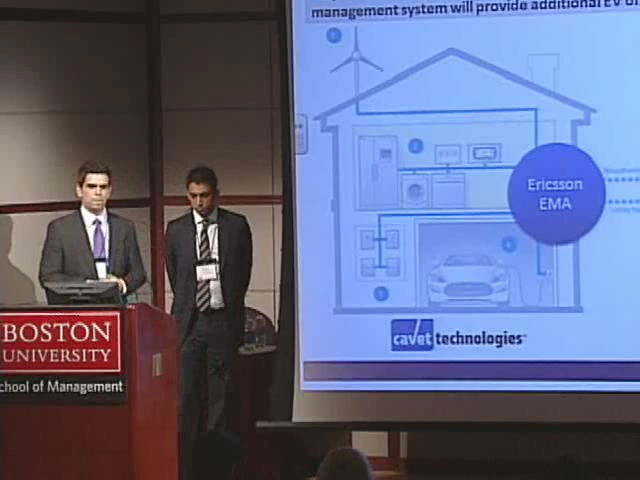 management system will provide additional EV
Ericsson
EMA
cavet technologies
BOSTON
UNIVERSITY
School of Management